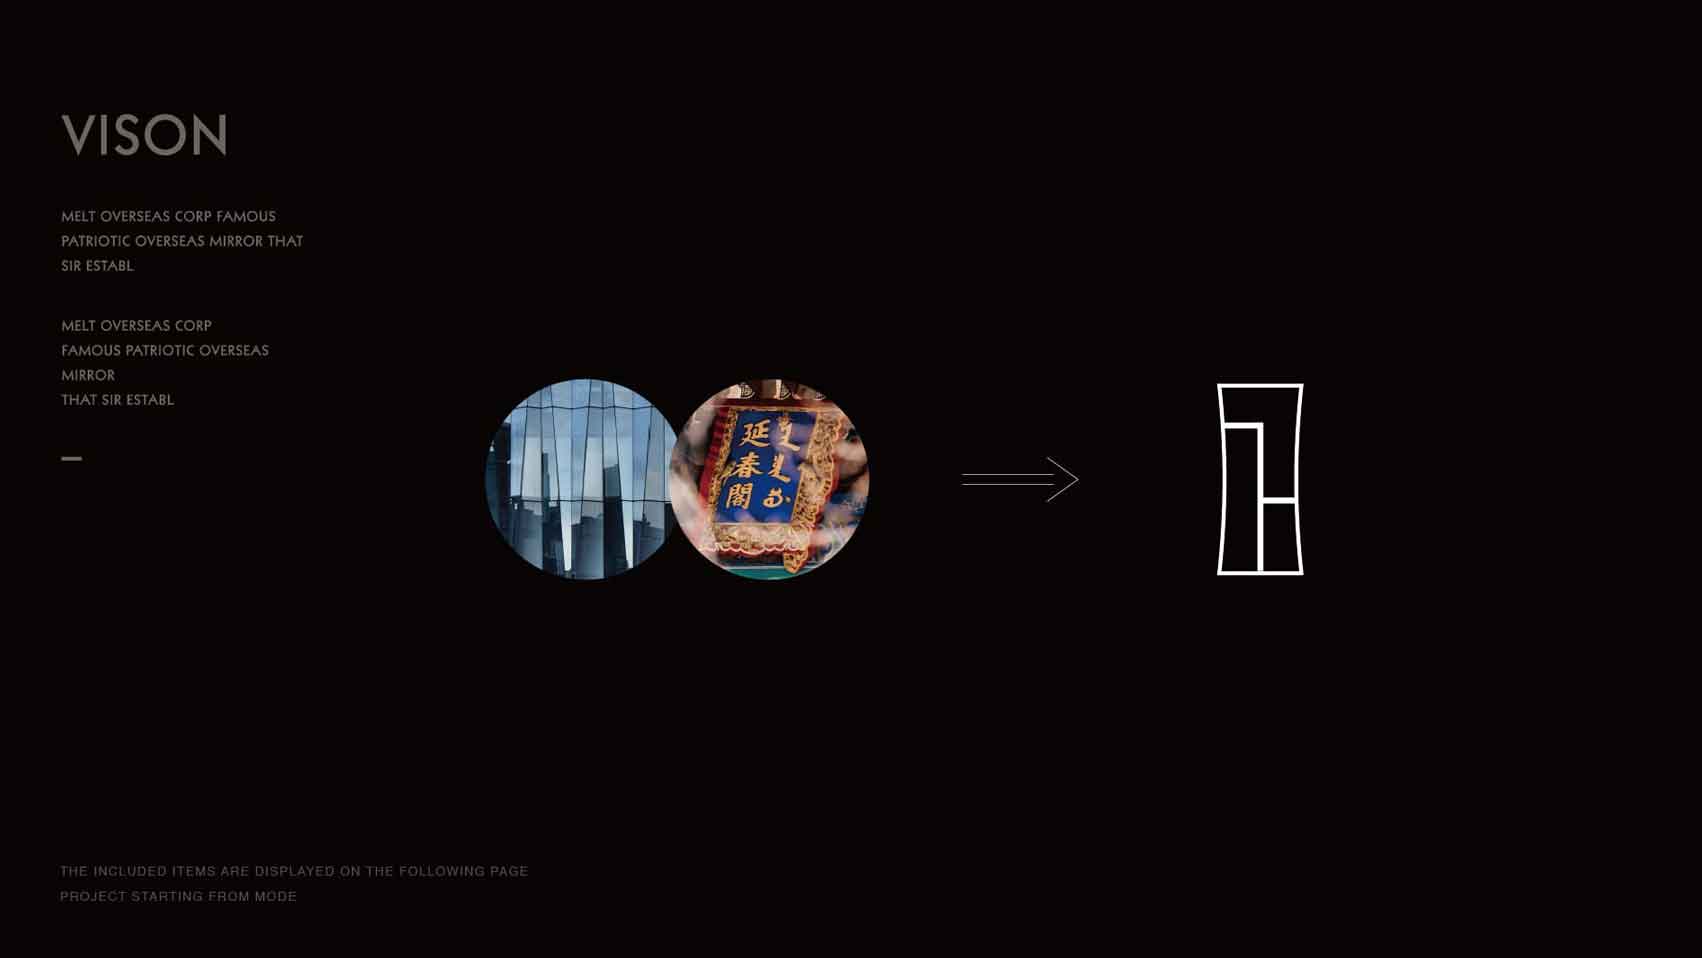 VISON
MELT OVERSEAS CORP FAMOUS
PATRIOTIC OVERSEAS MIRROR THAT
SIR ESTABL
MELT OVERSEAS CORP
FAMOUS PATRIOTIC OVERSEAS
MIRROR
THAT SIR ESTABL
延春閣
THE INCLUDED ITEMS ARE DISPLAYED ON THE FOLLOWING PAGE
PROJECT STARTING FROM MODE